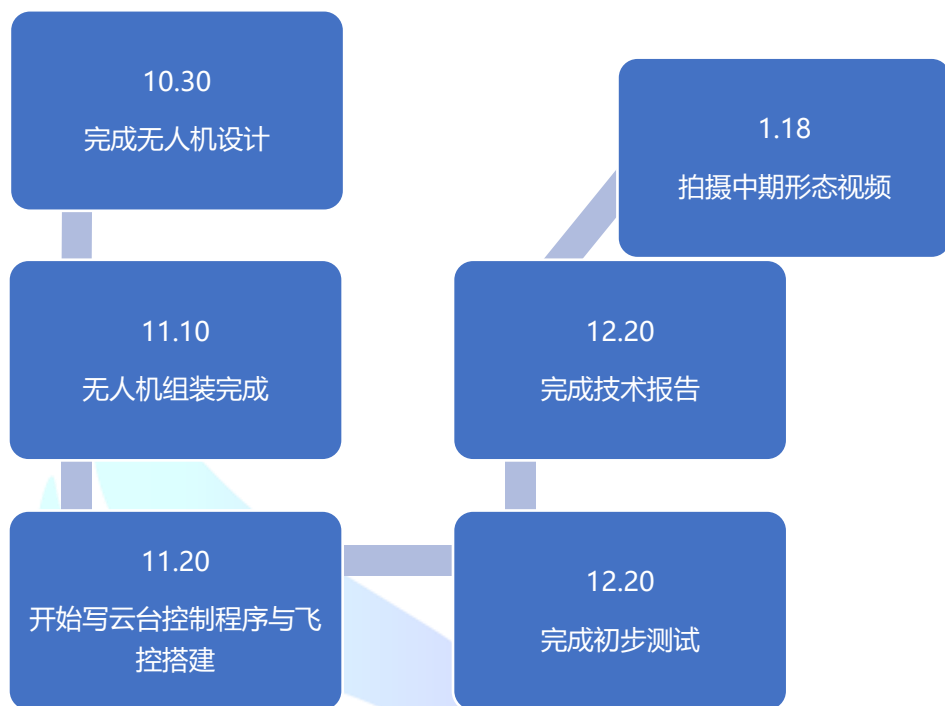 10.30
完成无人机设计
11.10
无人机组装完成
11.20
开始写云台控制程序与飞
控搭建
12.20
完成初步测试
12.20
完成技术报告
1.18
拍摄中期形态视频